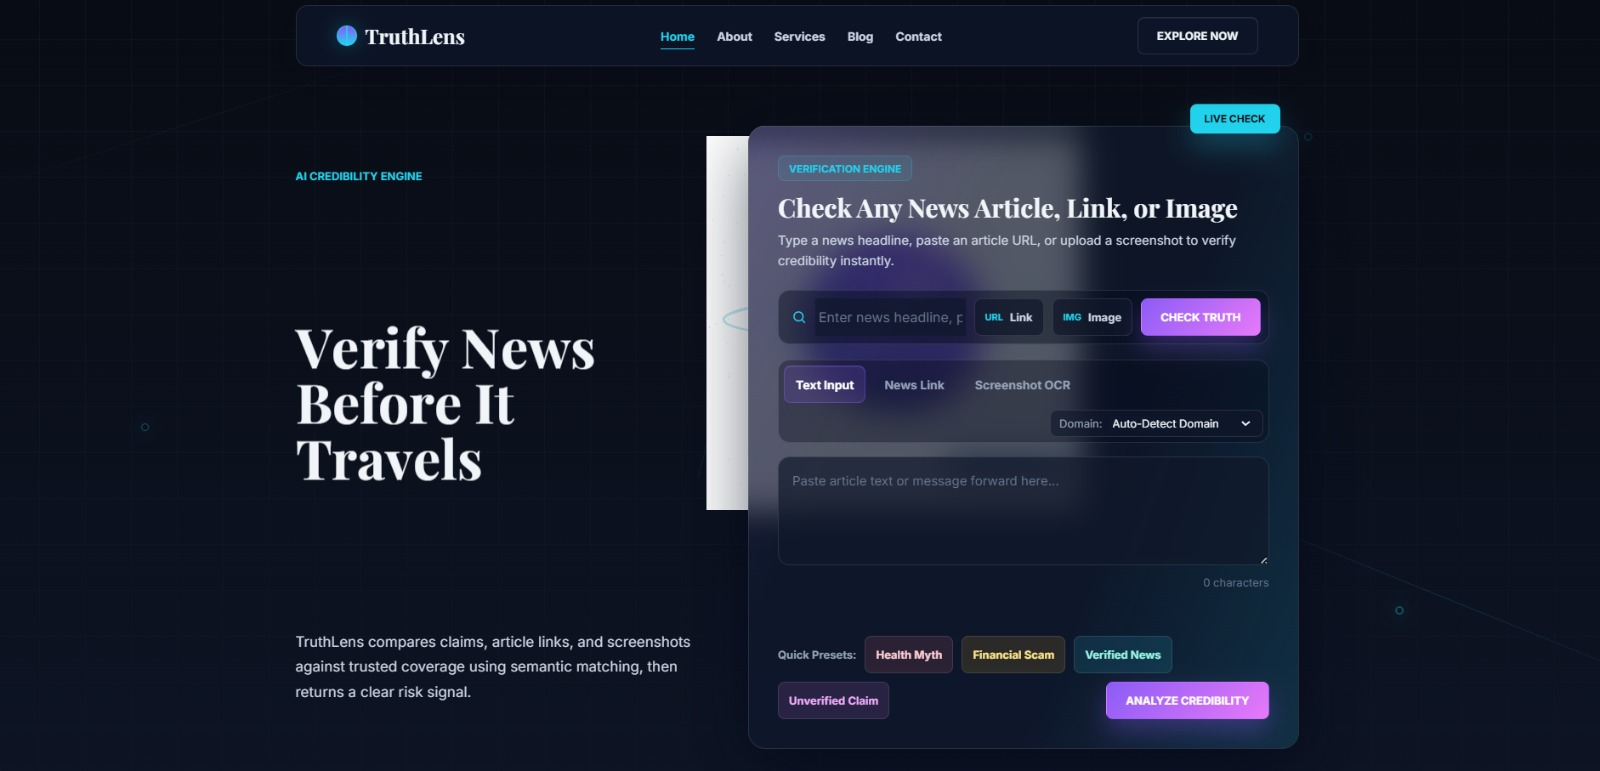 TruthLens
Home
About
Services
Blog
Contact
EXPLORE NOW
LIVE CHECK
AI CREDIBILITY ENGINE
Verify News
Before It
Travels
TruthLens compares claims, article links, and screenshots
against trusted coverage using semantic matching, then
returns a clear risk signal.
VERIFICATION ENGINE
Check Any News Article, Link, or Image
Type a news headline, paste an article URL, or upload a screenshot to verify
credibility instantly.
Enter news headline, p
URL Link
IMG Image
CHECK TRUTH
Text Input
News Link
Screenshot OCR
Domain: Auto-Detect Domain
Paste article text or message forward here...
0 characters
Quick Presets:
Health Myth
Financial Scam
Verified News
Unverified Claim
ANALYZE CREDIBILITY